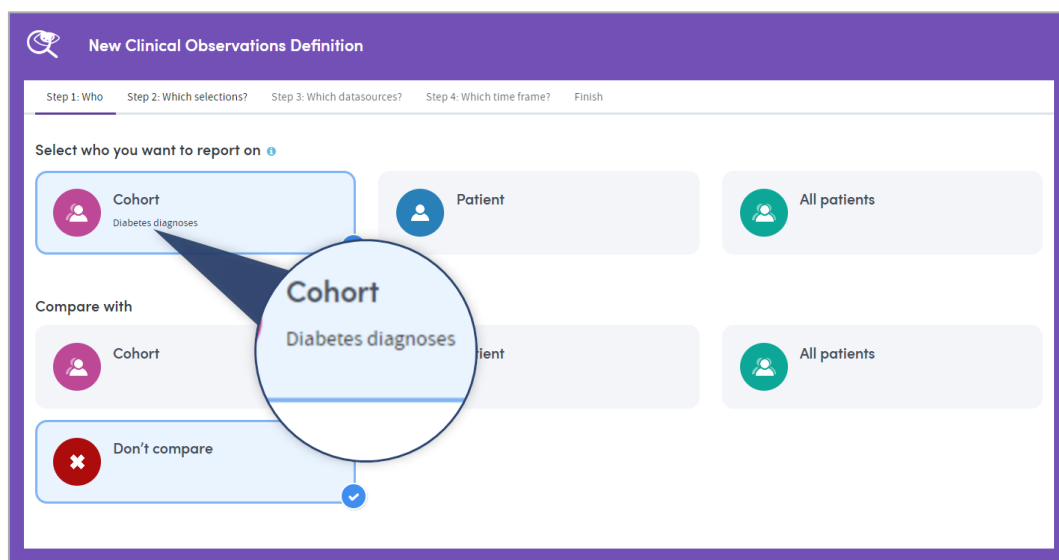 New Clinical Observations Definition
Step 1: Who Step 2: Which selections? Step 3: Which datasources? Step 4: Which time frame? Finish
Select who you want to report on
Cohort Patient All patients
Diabetes diagnoses
Cohort
Diabetes diagnoses
Compare with
Cohort ient All patients
Don't compare